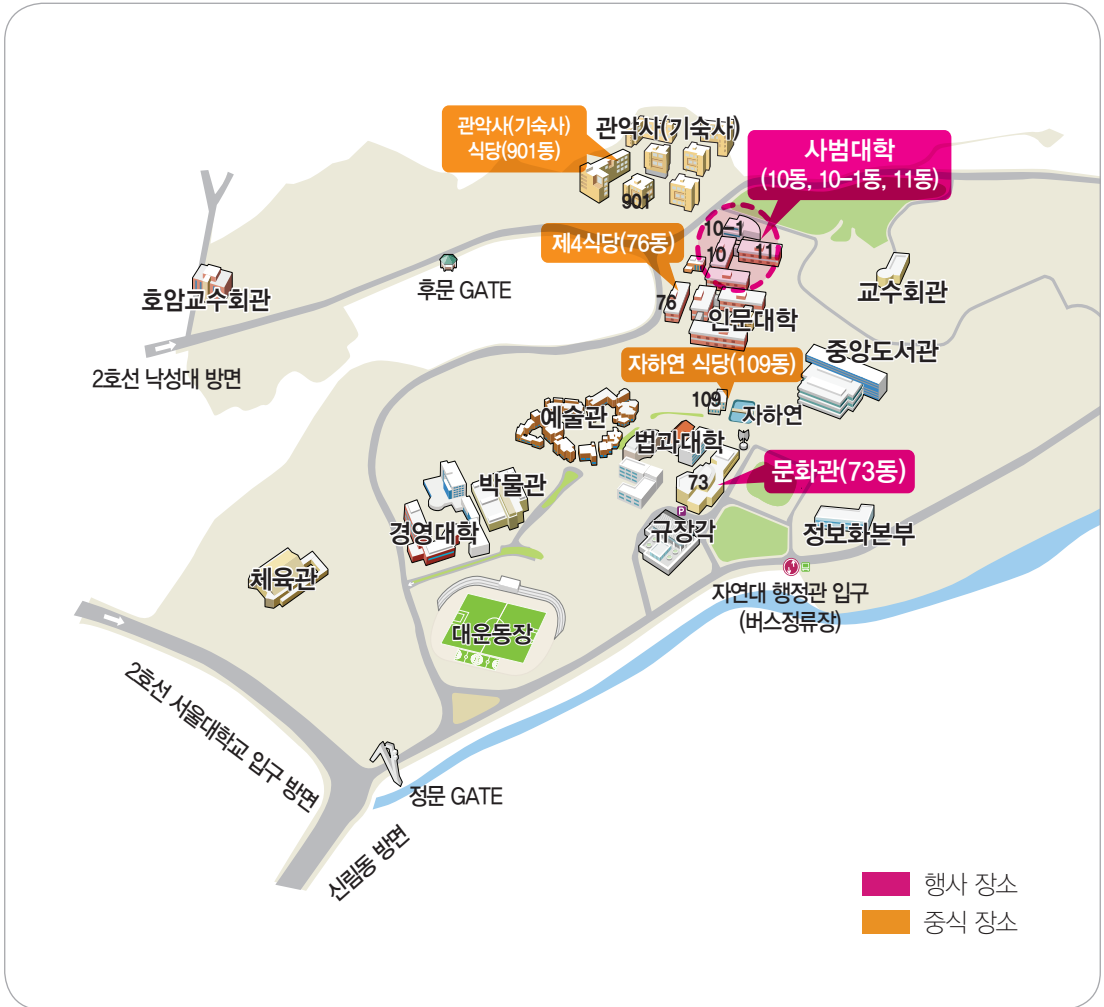 관악사(기숙사)
식당(901동)
관악사(기숙사)
901
사범대학
(10동, 10-1동, 11동)
10-1
10
11
제4식당(76동)
76
호암교수회관
후문 GATE
교수회관
인문대학
2호선 낙성대 방면
중앙도서관
자하연 식당(109동)
109
자하연
예술관
법과대학
문화관(73동)
73
박물관
경영대학
P
규장각
정보화본부
체육관
자연대 행정관 입구
(버스정류장)
대운동장
2호선 서울대학교 입구 방면
정문 GATE
신림동 방면
행사 장소
중식 장소